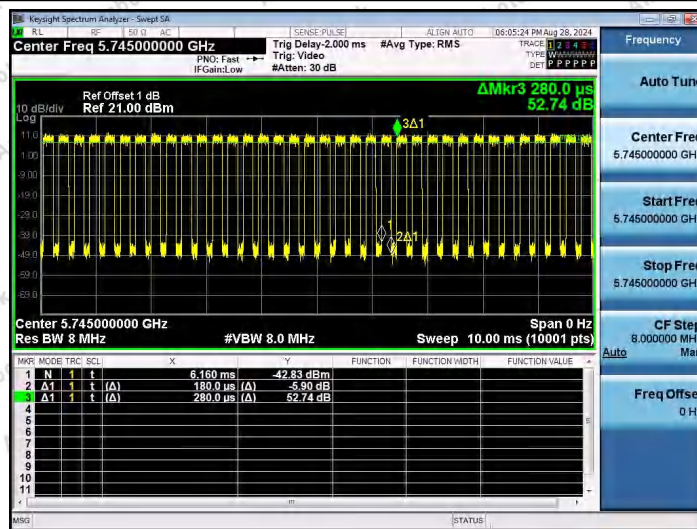 Keysight Spectrum Analyzer - Swept SA
RL RF 50 Ω AC SENSE:PULSE ALIGN AUTO 06:05:24 PM Aug 28, 2024
Center Freq 5.745000000 GHz
PNO: Fast
IFGain:Low
Trig Delay-2.000 ms
Trig: Video
#Atten: 30 dB
#Avg Type: RMS
TRACE 1 2 3 4 5 6
TYPE
DET P P P P P P
Frequency
Auto Tune
Center Freq
5.745000000 GHz
Start Freq
5.745000000 GHz
Stop Freq
5.745000000 GHz
CF Step
8.000000 MHz
Auto Man
Freq Offset
0 Hz
ΔMkr3 280.0 µs
52.74 dB
Ref Offset 1 dB
10 dB/div Ref 21.00 dBm
Log
11.0
1.00
-9.00
-19.0
-29.0
-39.0
-49.0
-59.0
-69.0
3Δ1
1
2Δ1
Center 5.745000000 GHz Span 0 Hz
Res BW 8 MHz #VBW 8.0 MHz Sweep 10.00 ms (10001 pts)
MKR MODE TRC SCL X Y FUNCTION FUNCTION WIDTH FUNCTION VALUE
1 N 1 t 6.160 ms -42.83 dBm
2 Δ1 1 t (Δ) 180.0 µs (Δ) -5.90 dB
3 Δ1 1 t (Δ) 280.0 µs (Δ) 52.74 dB
4
5
6
7
8
9
10
11
MSG STATUS